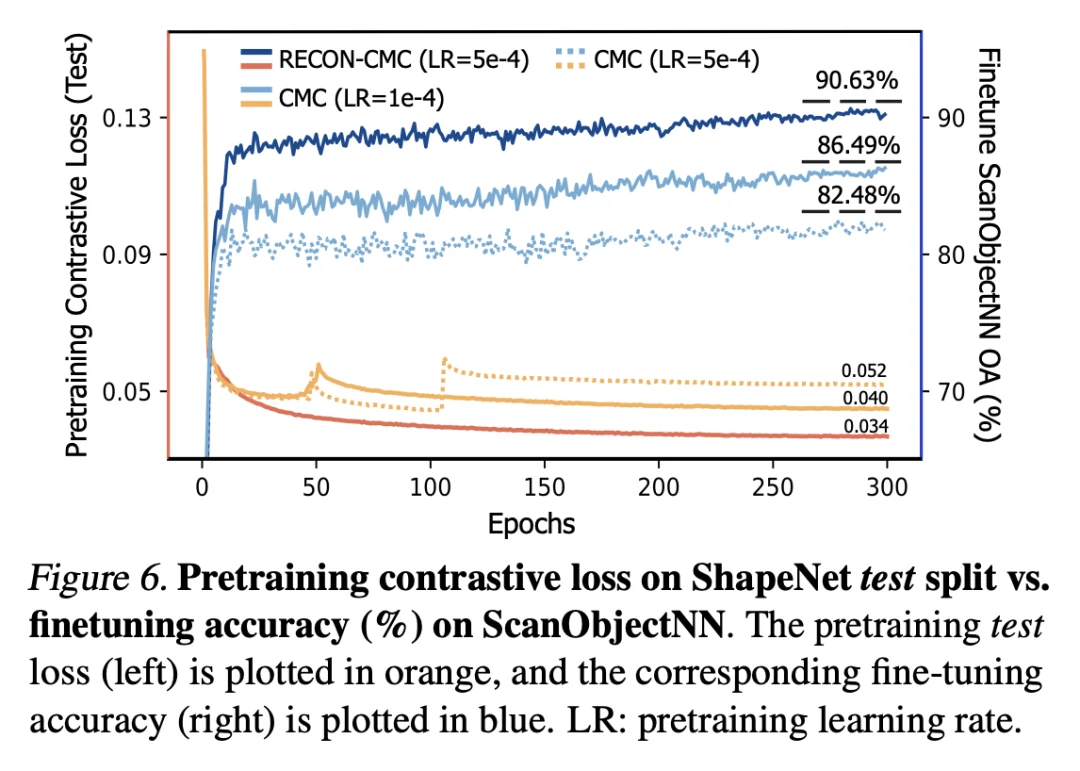 Pretraining Contrastive Loss (Test)
0.13
0.09
0.05
RECON-CMC (LR=5e-4)
CMC (LR=5e-4)
CMC (LR=1e-4)
90.63%
86.49%
82.48%
0.052
0.040
0.034
90
80
70
Finetune ScanObjectNN OA (%)
0 50 100 150 200 250 300
Epochs
Figure 6. Pretraining contrastive loss on ShapeNet test split vs.
finetuning accuracy (%) on ScanObjectNN. The pretraining test
loss (left) is plotted in orange, and the corresponding fine-tuning
accuracy (right) is plotted in blue. LR: pretraining learning rate.